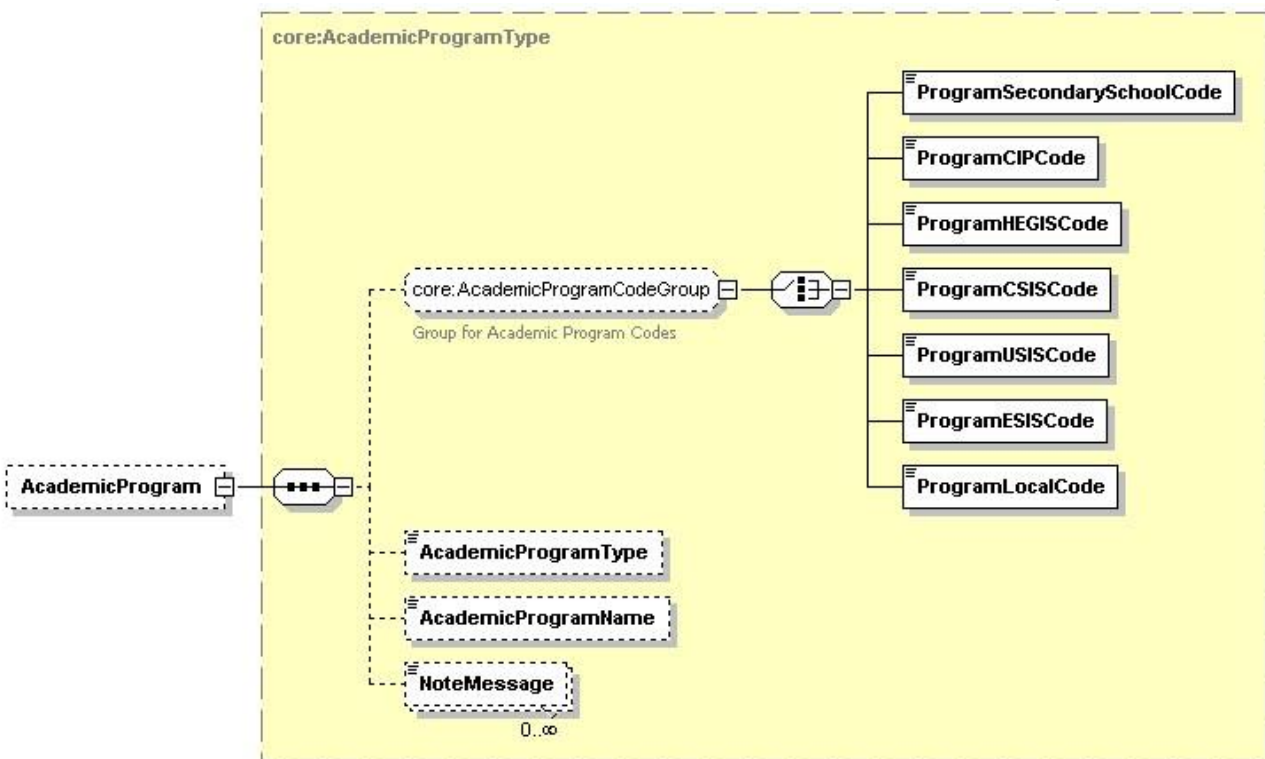 core:AcademicProgramType
ProgramSecondarySchoolCode
ProgramCIPCode
ProgramHEGISCode
core:AcademicProgramCodeGroup
ProgramCSISCode
Group for Academic Program Codes
ProgramUSISCode
ProgramESISCode
AcademicProgram
ProgramLocalCode
AcademicProgramType
AcademicProgramName
NoteMessage
0..∞